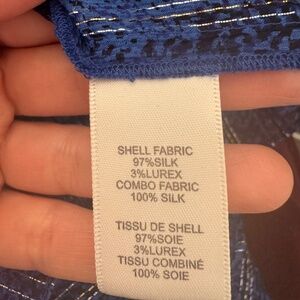 SHELL FABRIC
97%SILK
3%LUREX
COMBO FABRIC
100% SILK
TISSU DE SHELL
97%SOIE
3%LUREX
TISSU COMBINÉ
100% SOIE